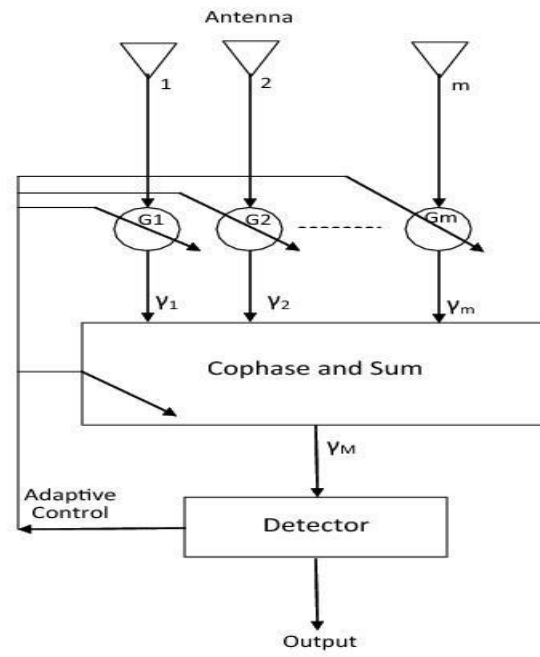 Antenna
1
2
m
G1
G2
Gm
γ1
γ2
γm
Cophase and Sum
γM
Adaptive
Control
Detector
Output